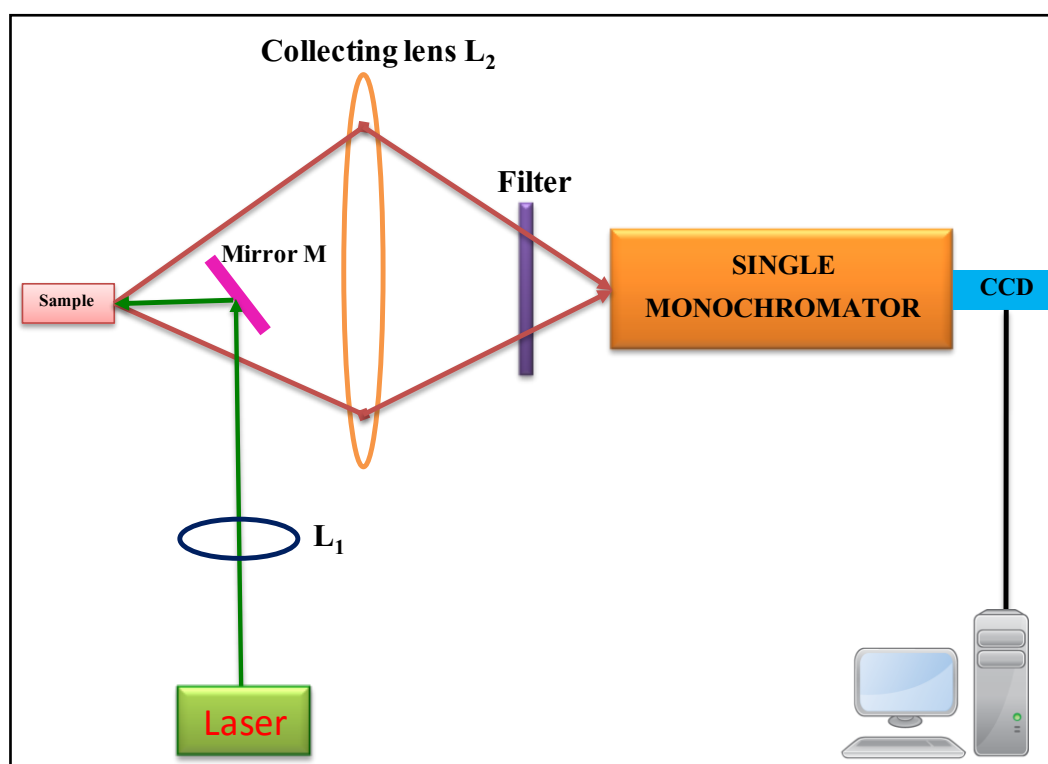 Collecting lens L₂
Filter
Mirror M
Sample
SINGLE
MONOCHROMATOR
CCD
L₁
Laser